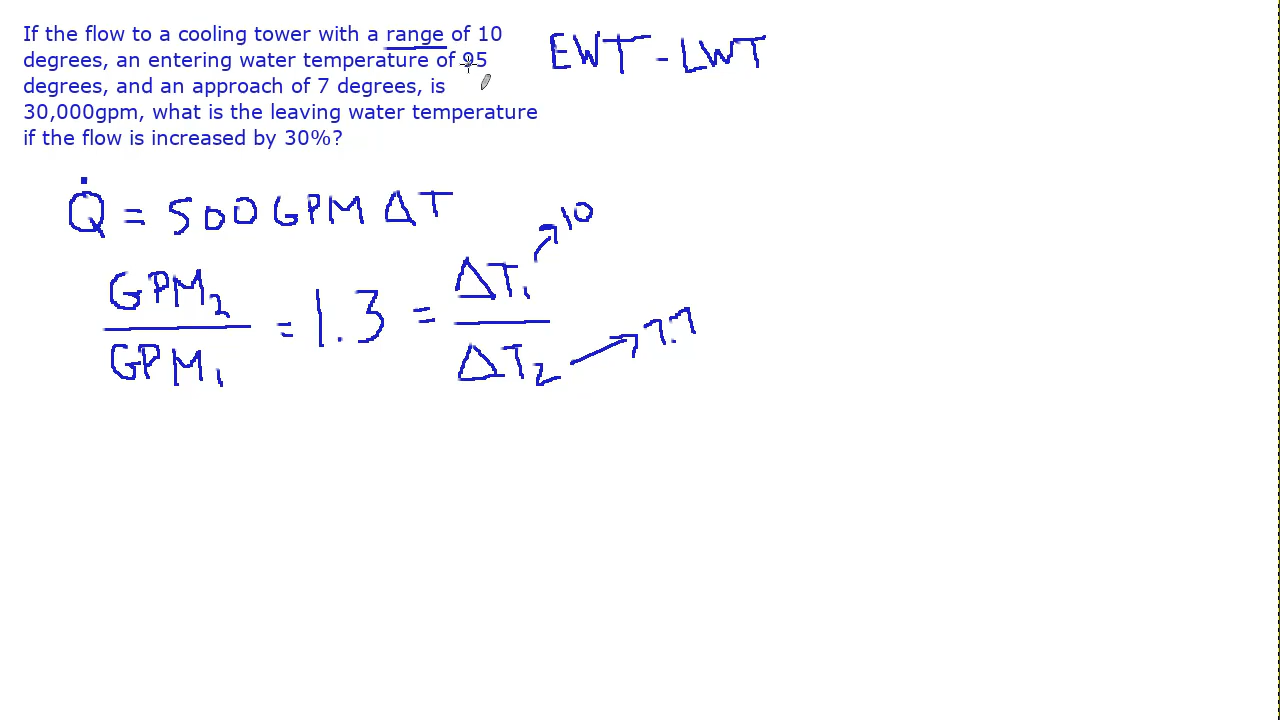 If the flow to a cooling tower with a range of 10
degrees, an entering water temperature of 95
degrees, and an approach of 7 degrees, is
30,000gpm, what is the leaving water temperature
if the flow is increased by 30%?
EWT - LWT
Q̇ = 500 GPM ΔT
GPM₂ / GPM₁ = 1.3 = ΔT₁ / ΔT₂
10
7.7